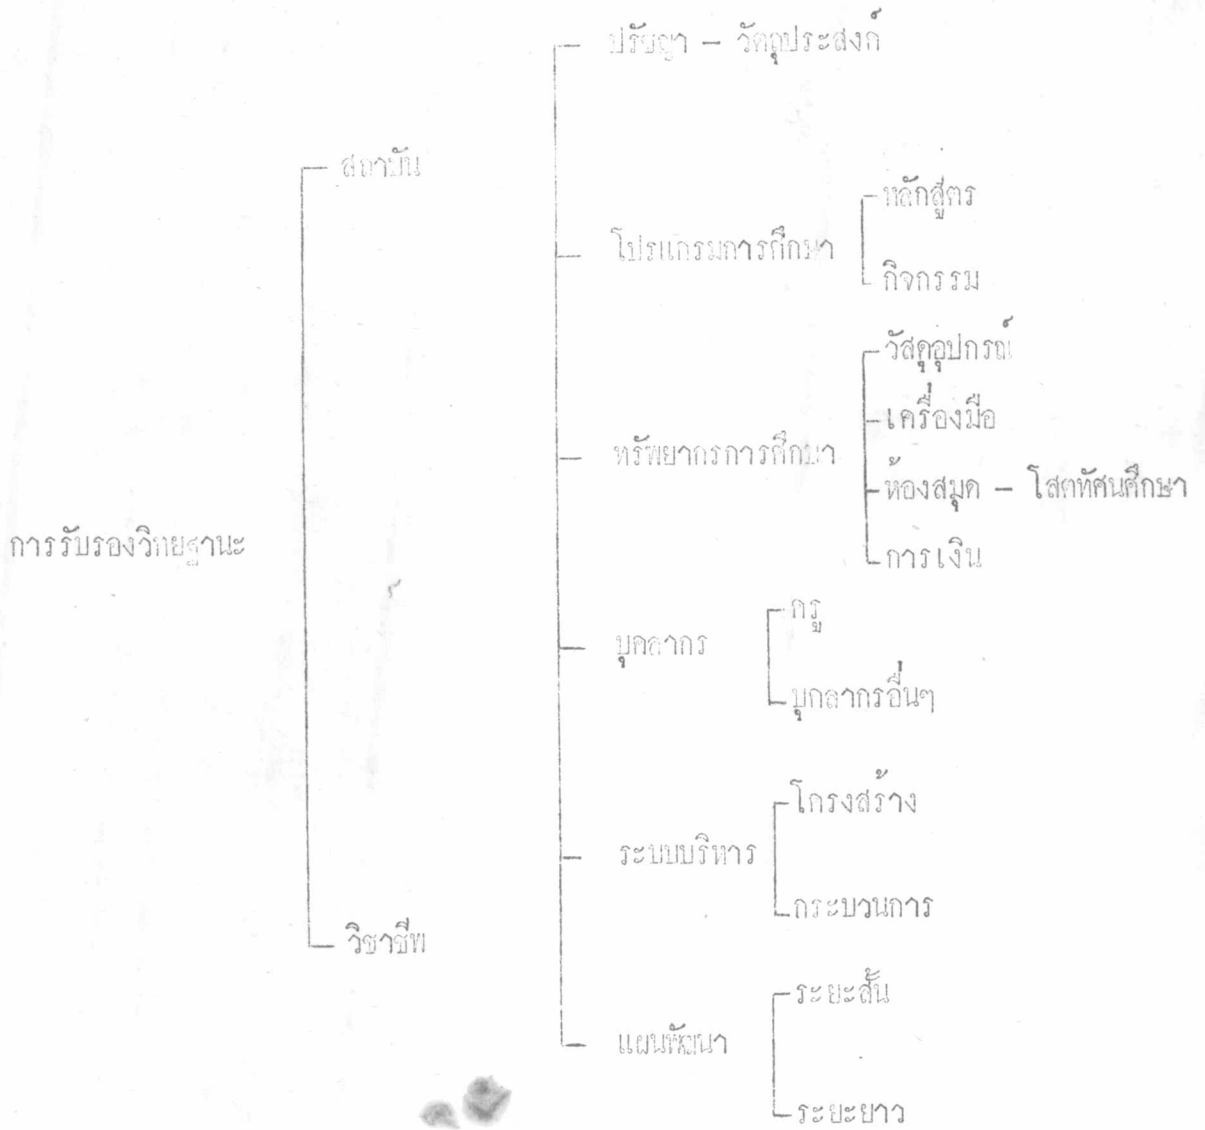 ปรัชญา – วัตถุประสงค์
สถาบัน
หลักสูตร
โปรแกรมการศึกษา
กิจกรรม
วัสดุอุปกรณ์
เครื่องมือ
ทรัพยากรการศึกษา
ห้องสมุด – โสตทัศนศึกษา
การรับรองวิทยฐานะ
การเงิน
ครู
บุคลากร
บุคลากรอื่นๆ
โครงสร้าง
ระบบบริหาร
กระบวนการ
วิชาชีพ
ระยะสั้น
แผนพัฒนา
ระยะยาว